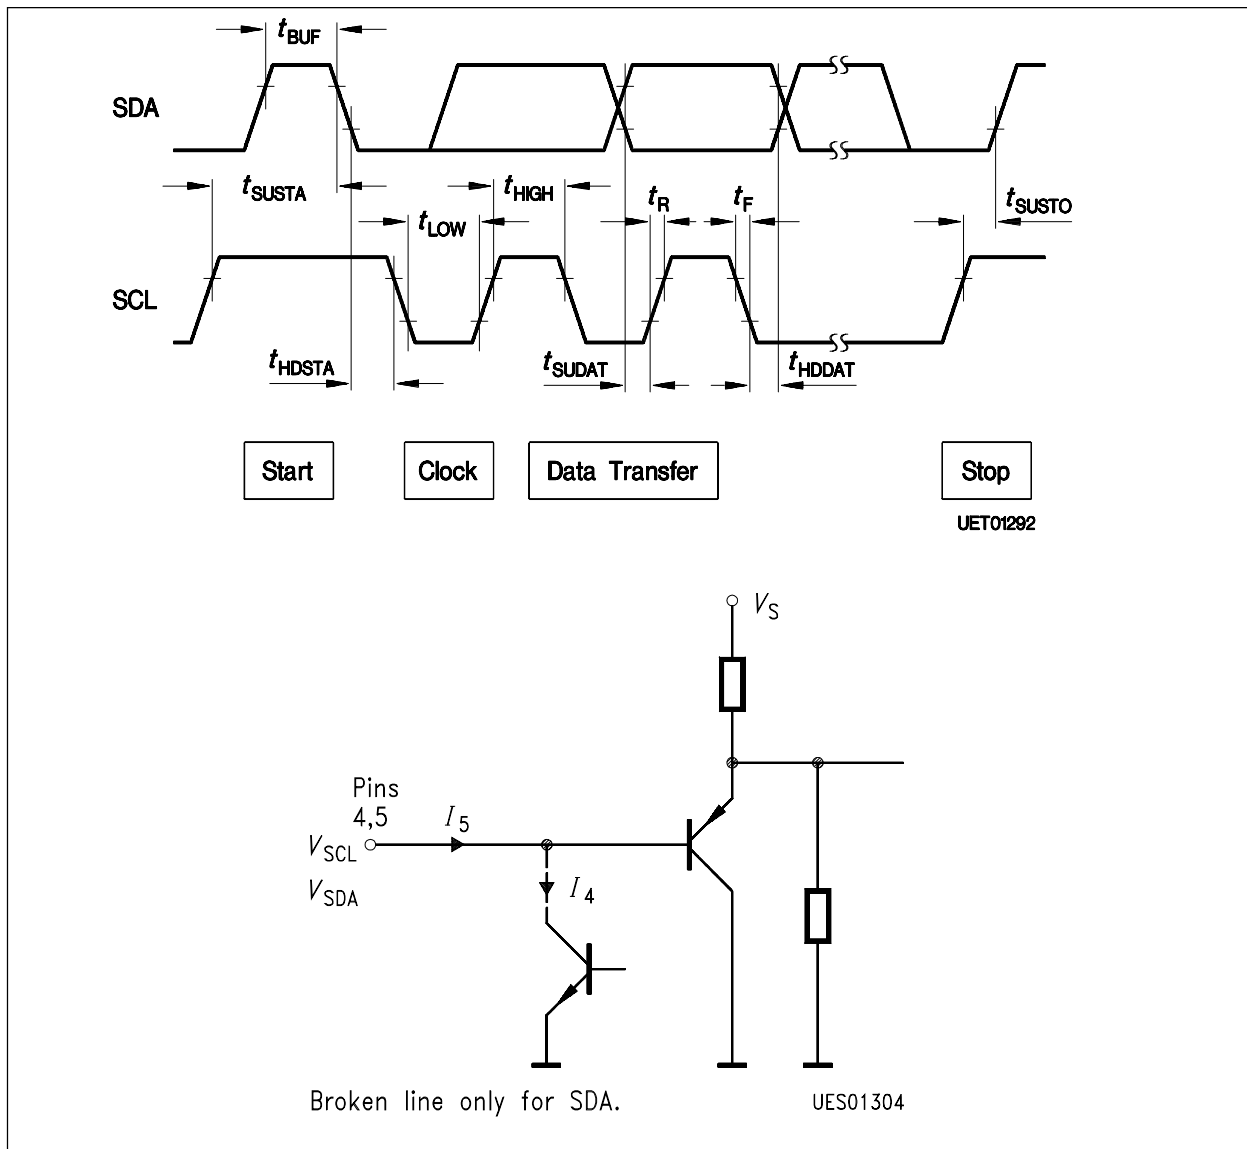 tBUF
SDA
tSUSTA
tHIGH
tLOW
tR
tF
tSUSTO
SCL
tHDSTA
tSUDAT
tHDDAT
Start
Clock
Data Transfer
Stop
UET01292
VS
Pins
4,5
I5
VSCL
VSDA
I4
Broken line only for SDA.
UES01304